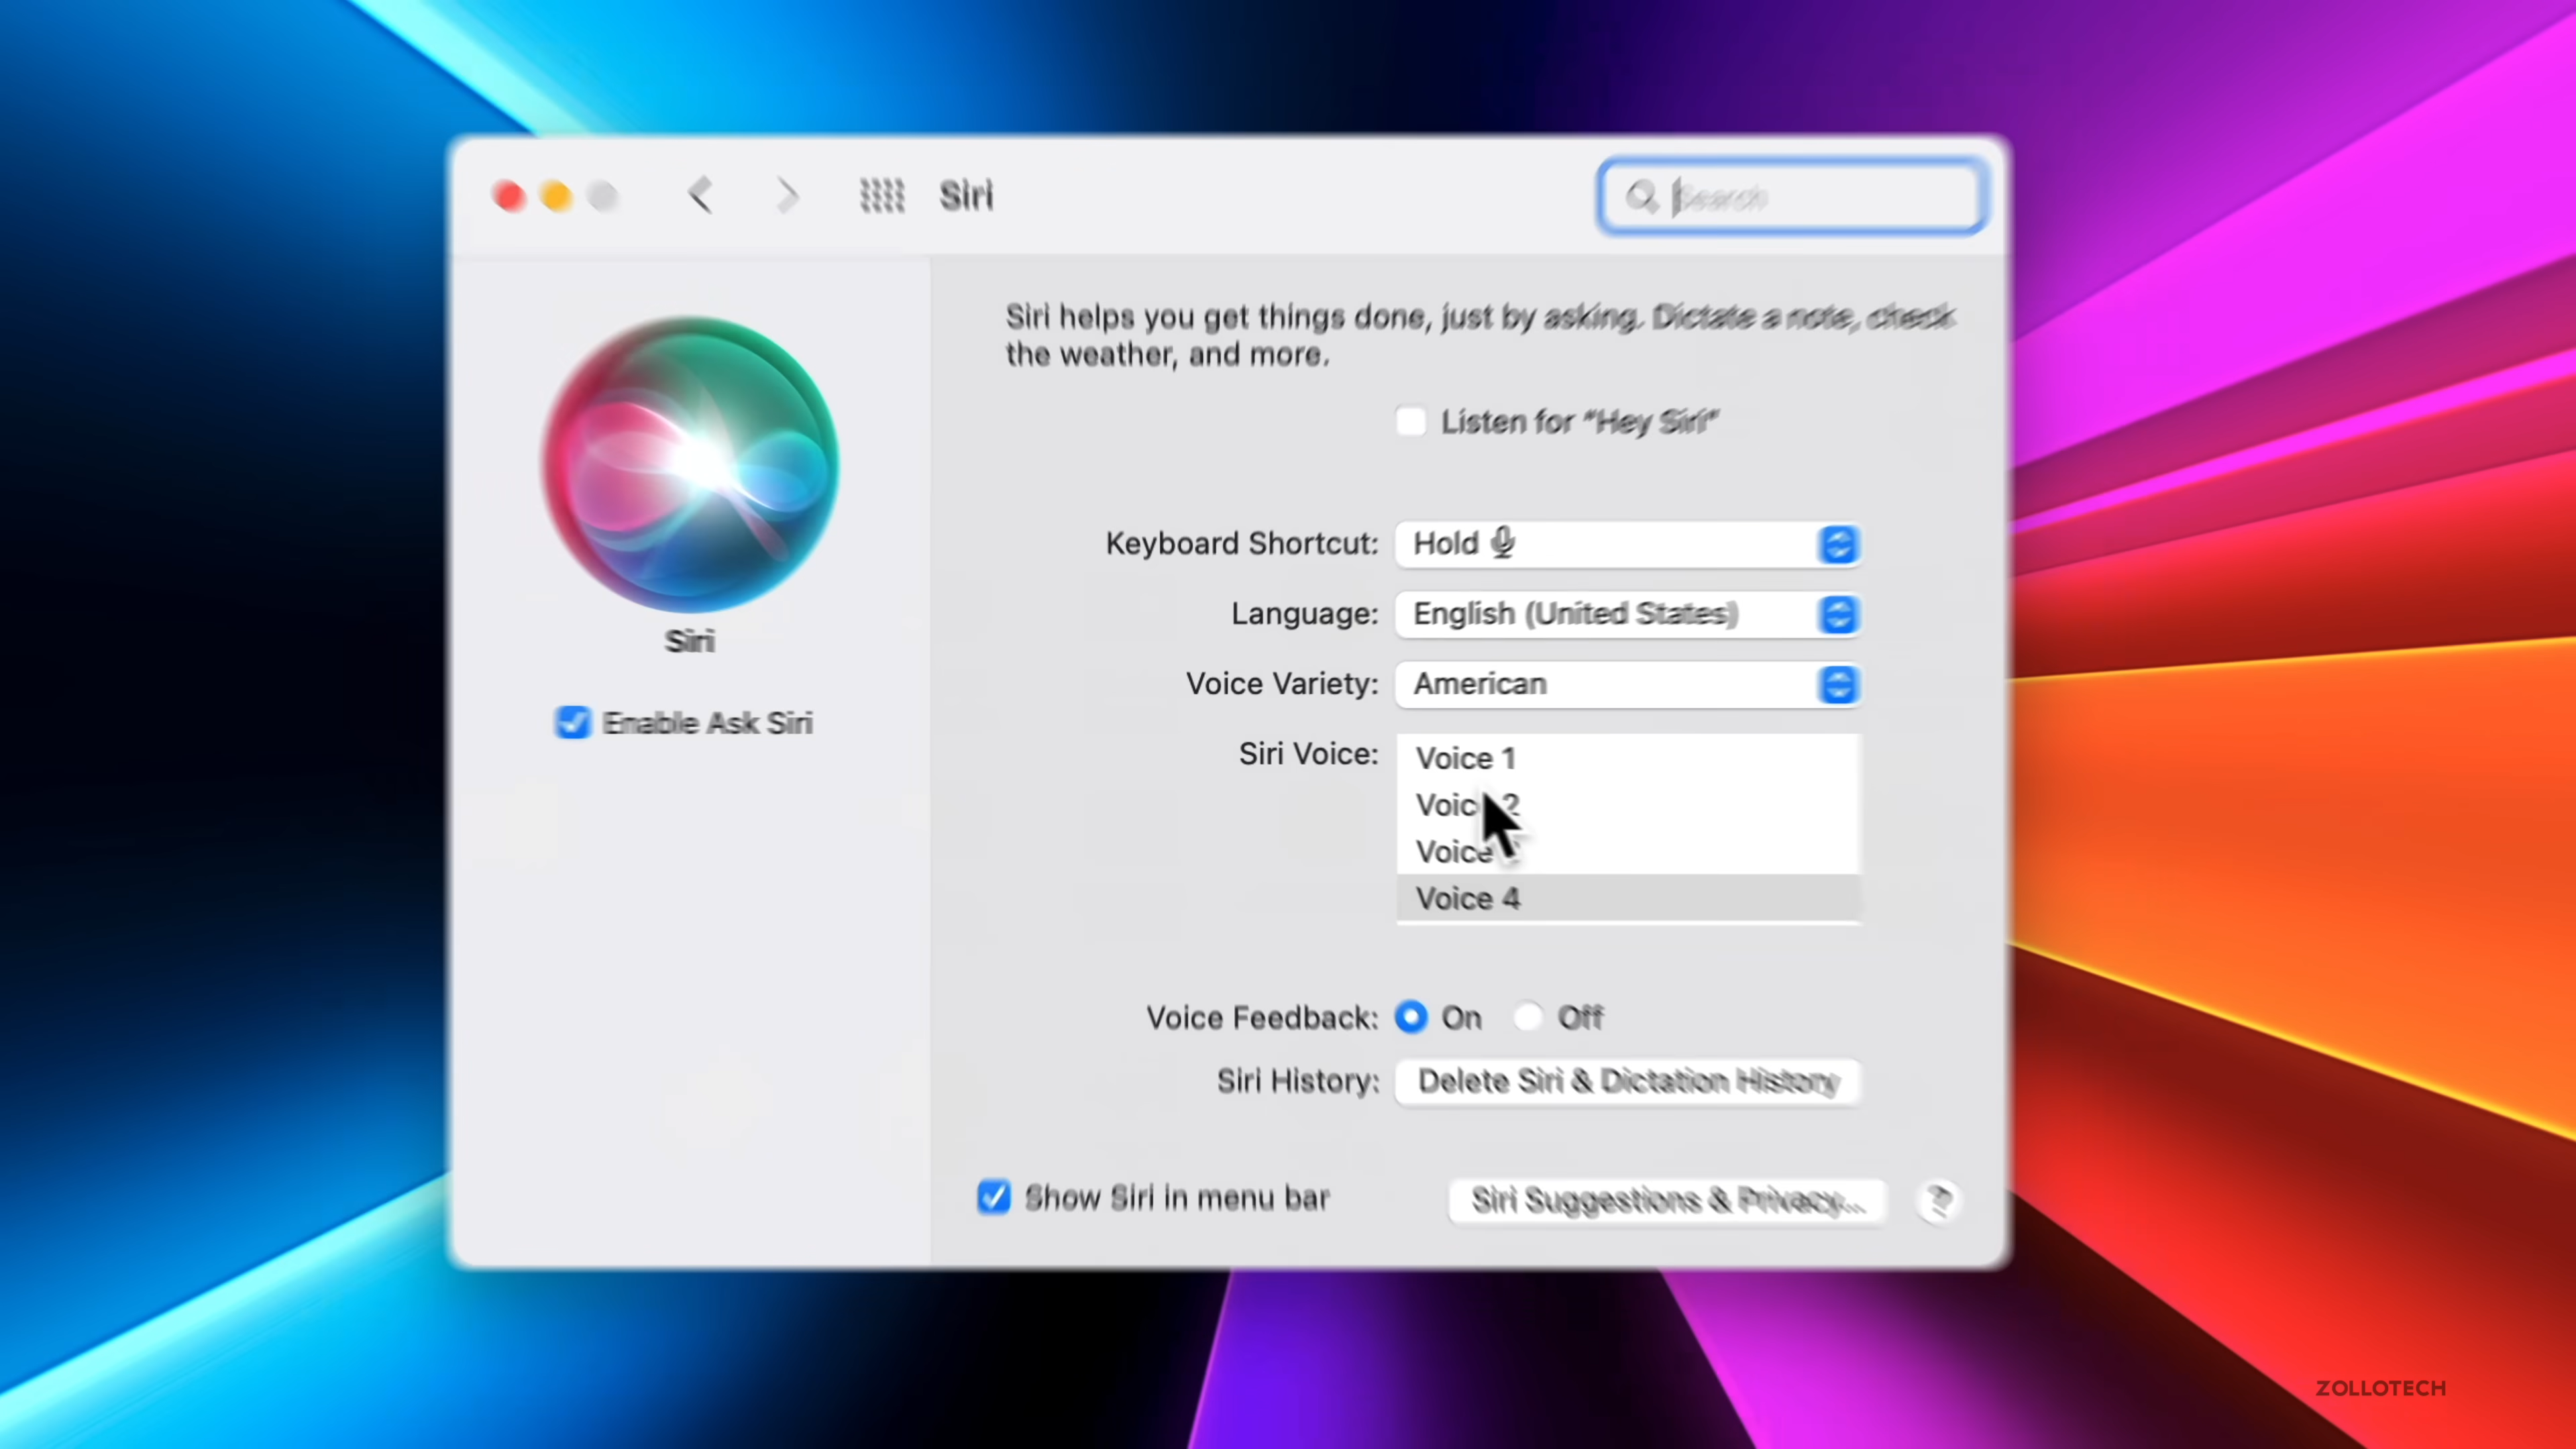 Siri
Search
Siri helps you get things done, just by asking. Dictate a note, check
the weather, and more.
Listen for “Hey Siri”
Keyboard Shortcut: Hold
Language: English (United States)
Siri
Voice Variety: American
Enable Ask Siri
Siri Voice: Voice 1
Voice 2
Voice
Voice 4
Voice Feedback: On Off
Siri History: Delete Siri & Dictation History
Show Siri in menu bar
Siri Suggestions & Privacy...
?
ZOLLOTECH